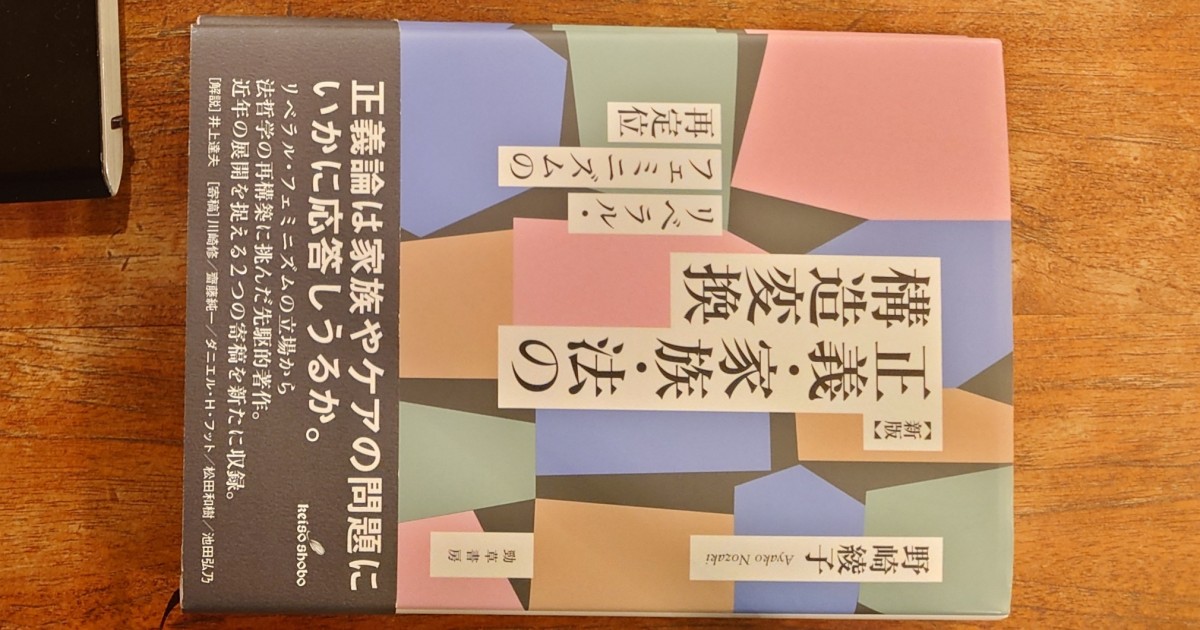 【新版】
正義・家族・法の
構造変換
リベラル・
フェミニズムの
再定位
野崎綾子
Ayako Nozaki
勁草書房
正義論は家族やケアの問題に
いかに応答しうるか。
リベラル・フェミニズムの立場から
法哲学の再構築に挑んだ先駆的著作。
近年の展開を捉える2つの寄稿を新たに収録。
[解説]井上達夫 [寄稿]川崎修/齋藤純一/ダニエル・H・フット/松田和樹/池田弘乃
keiso shobo